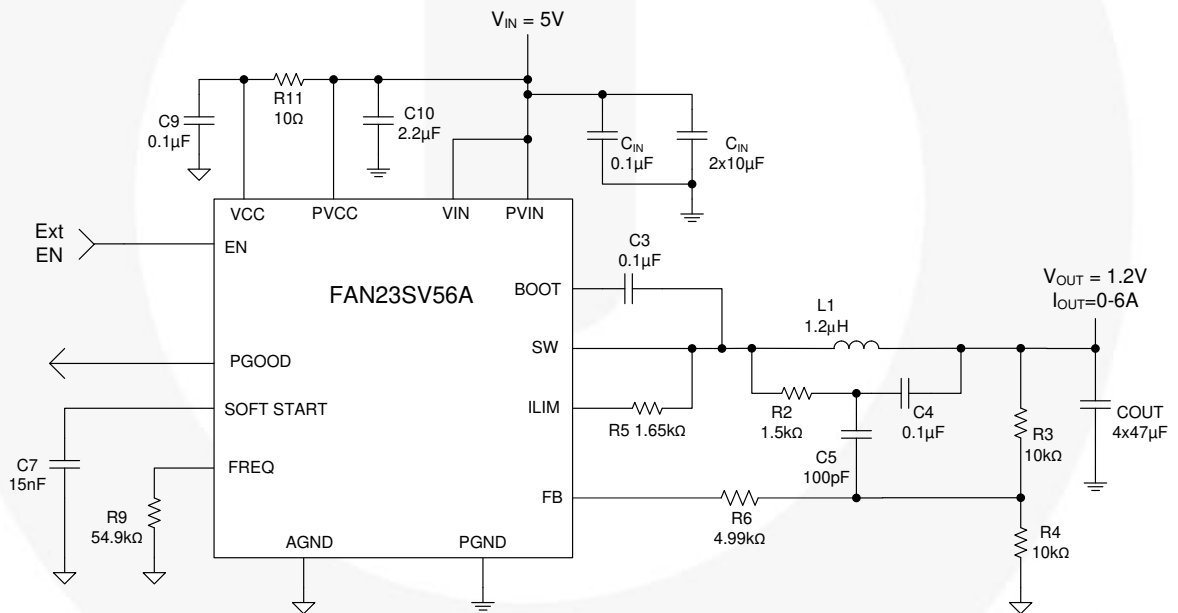 V_IN = 5V
R11
10Ω
C9
0.1µF
C10
2.2µF
C_IN
0.1µF
C_IN
2x10µF
VCC
PVCC
VIN
PVIN
Ext
EN
EN
FAN23SV56A
C3
0.1µF
BOOT
V_OUT = 1.2V
I_OUT=0-6A
L1
1.2µH
SW
PGOOD
SOFT START
ILIM
R5 1.65kΩ
R2
1.5kΩ
C4
0.1µF
R3
10kΩ
COUT
4x47µF
C7
15nF
FREQ
C5
100pF
FB
R9
54.9kΩ
R6
4.99kΩ
R4
10kΩ
AGND
PGND